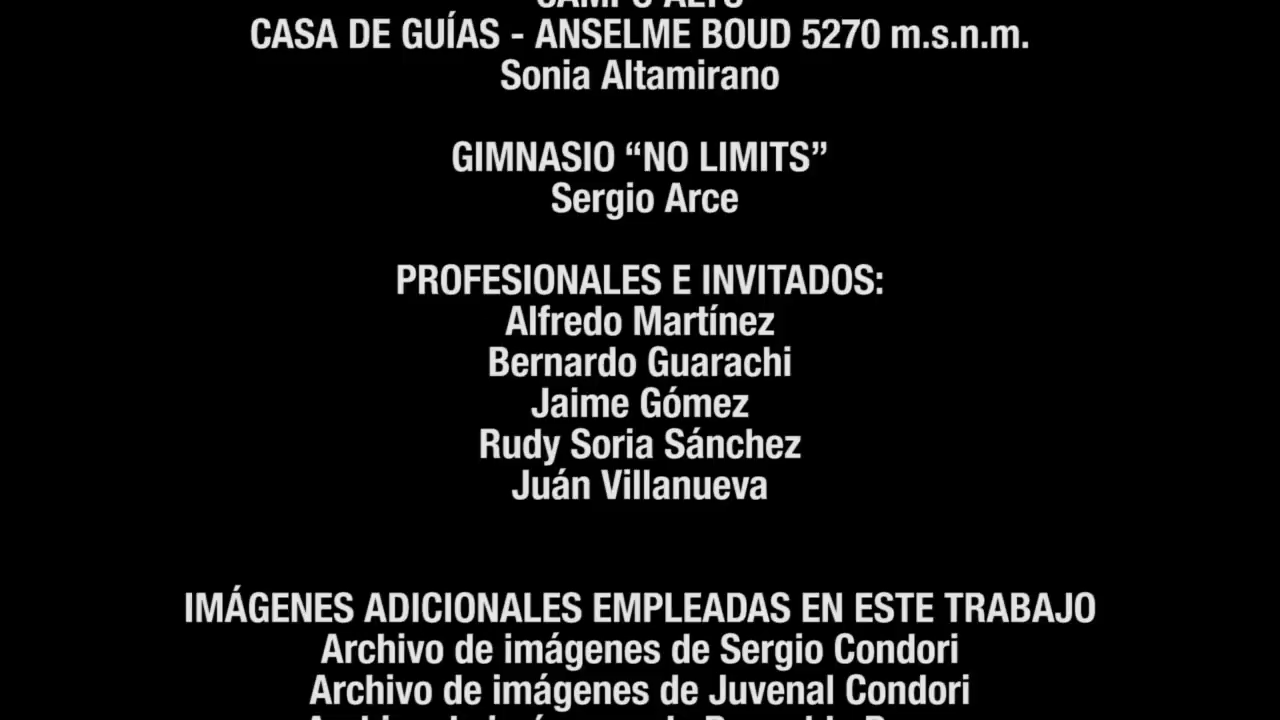 CAMPO ALTO
CASA DE GUÍAS - ANSELME BOUD 5270 m.s.n.m.
Sonia Altamirano
GIMNASIO “NO LIMITS”
Sergio Arce
PROFESIONALES E INVITADOS:
Alfredo Martínez
Bernardo Guarachi
Jaime Gómez
Rudy Soria Sánchez
Juán Villanueva
IMÁGENES ADICIONALES EMPLEADAS EN ESTE TRABAJO
Archivo de imágenes de Sergio Condori
Archivo de imágenes de Juvenal Condori